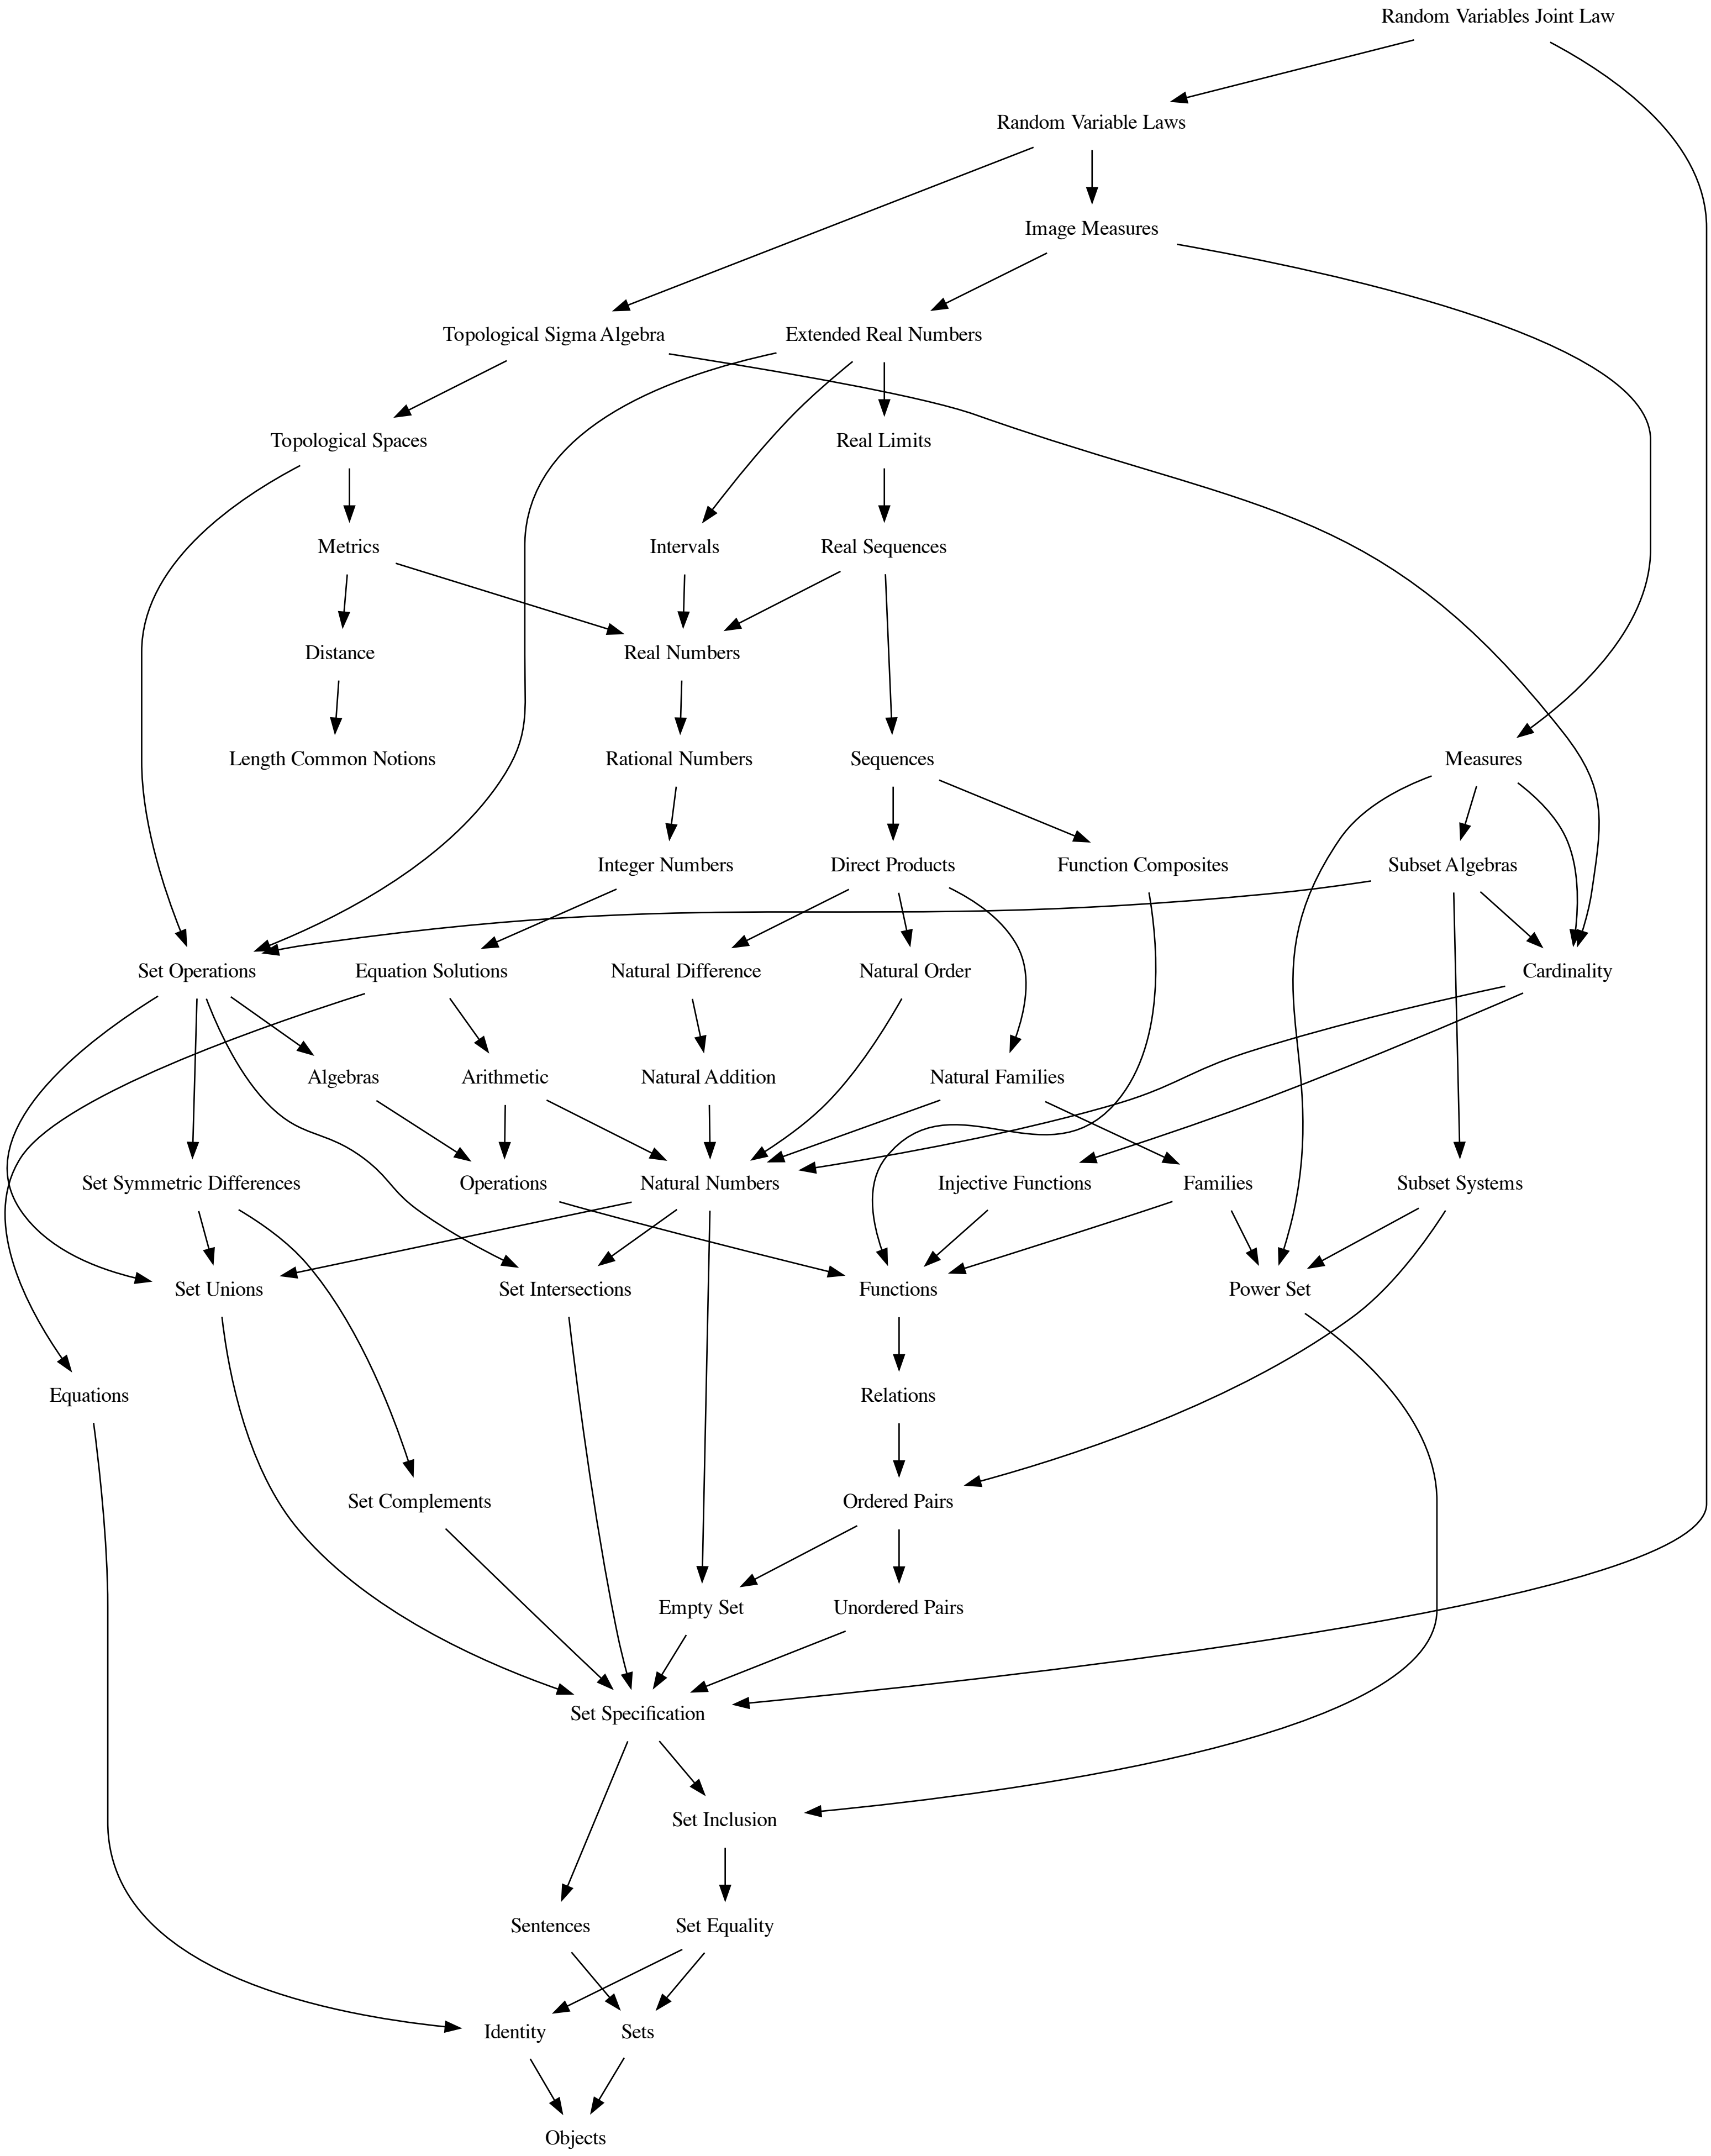 Random Variables Joint Law
Random Variable Laws
Image Measures
Topological Sigma Algebra
Extended Real Numbers
Topological Spaces
Real Limits
Metrics
Intervals
Real Sequences
Distance
Real Numbers
Length Common Notions
Rational Numbers
Sequences
Measures
Integer Numbers
Direct Products
Function Composites
Subset Algebras
Set Operations
Equation Solutions
Natural Difference
Natural Order
Cardinality
Algebras
Arithmetic
Natural Addition
Natural Families
Set Symmetric Differences
Operations
Natural Numbers
Injective Functions
Families
Subset Systems
Set Unions
Set Intersections
Functions
Power Set
Equations
Relations
Set Complements
Ordered Pairs
Empty Set
Unordered Pairs
Set Specification
Set Inclusion
Sentences
Set Equality
Identity
Sets
Objects